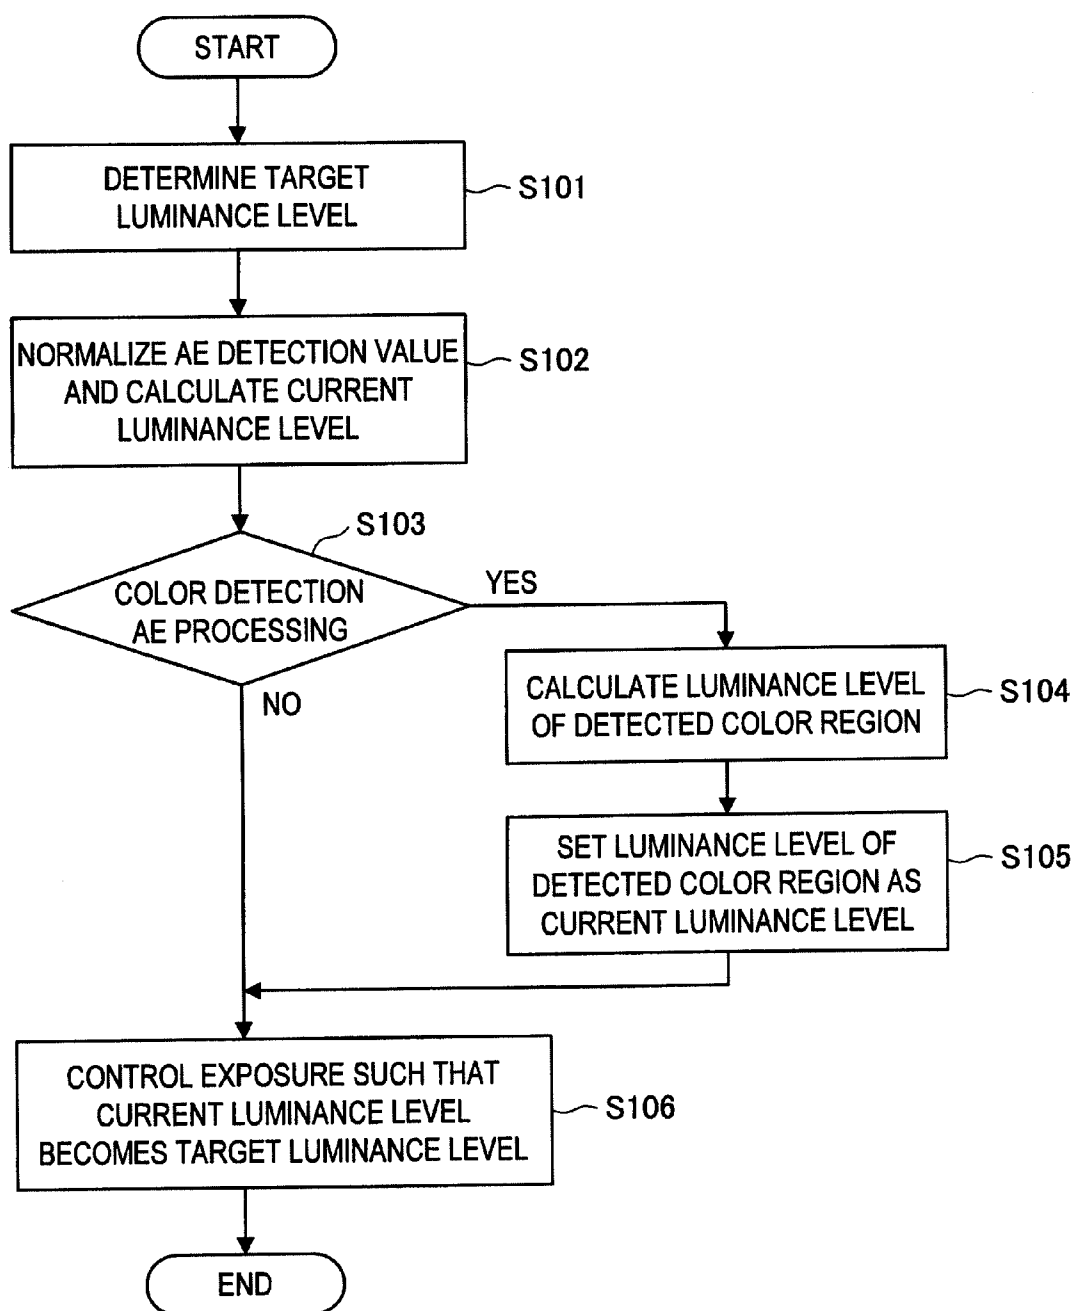 START
DETERMINE TARGET
LUMINANCE LEVEL
S101
NORMALIZE AE DETECTION VALUE
AND CALCULATE CURRENT
LUMINANCE LEVEL
S102
S103
COLOR DETECTION
AE PROCESSING
YES
NO
CALCULATE LUMINANCE LEVEL
OF DETECTED COLOR REGION
S104
SET LUMINANCE LEVEL OF
DETECTED COLOR REGION AS
CURRENT LUMINANCE LEVEL
S105
CONTROL EXPOSURE SUCH THAT
CURRENT LUMINANCE LEVEL
BECOMES TARGET LUMINANCE LEVEL
S106
END